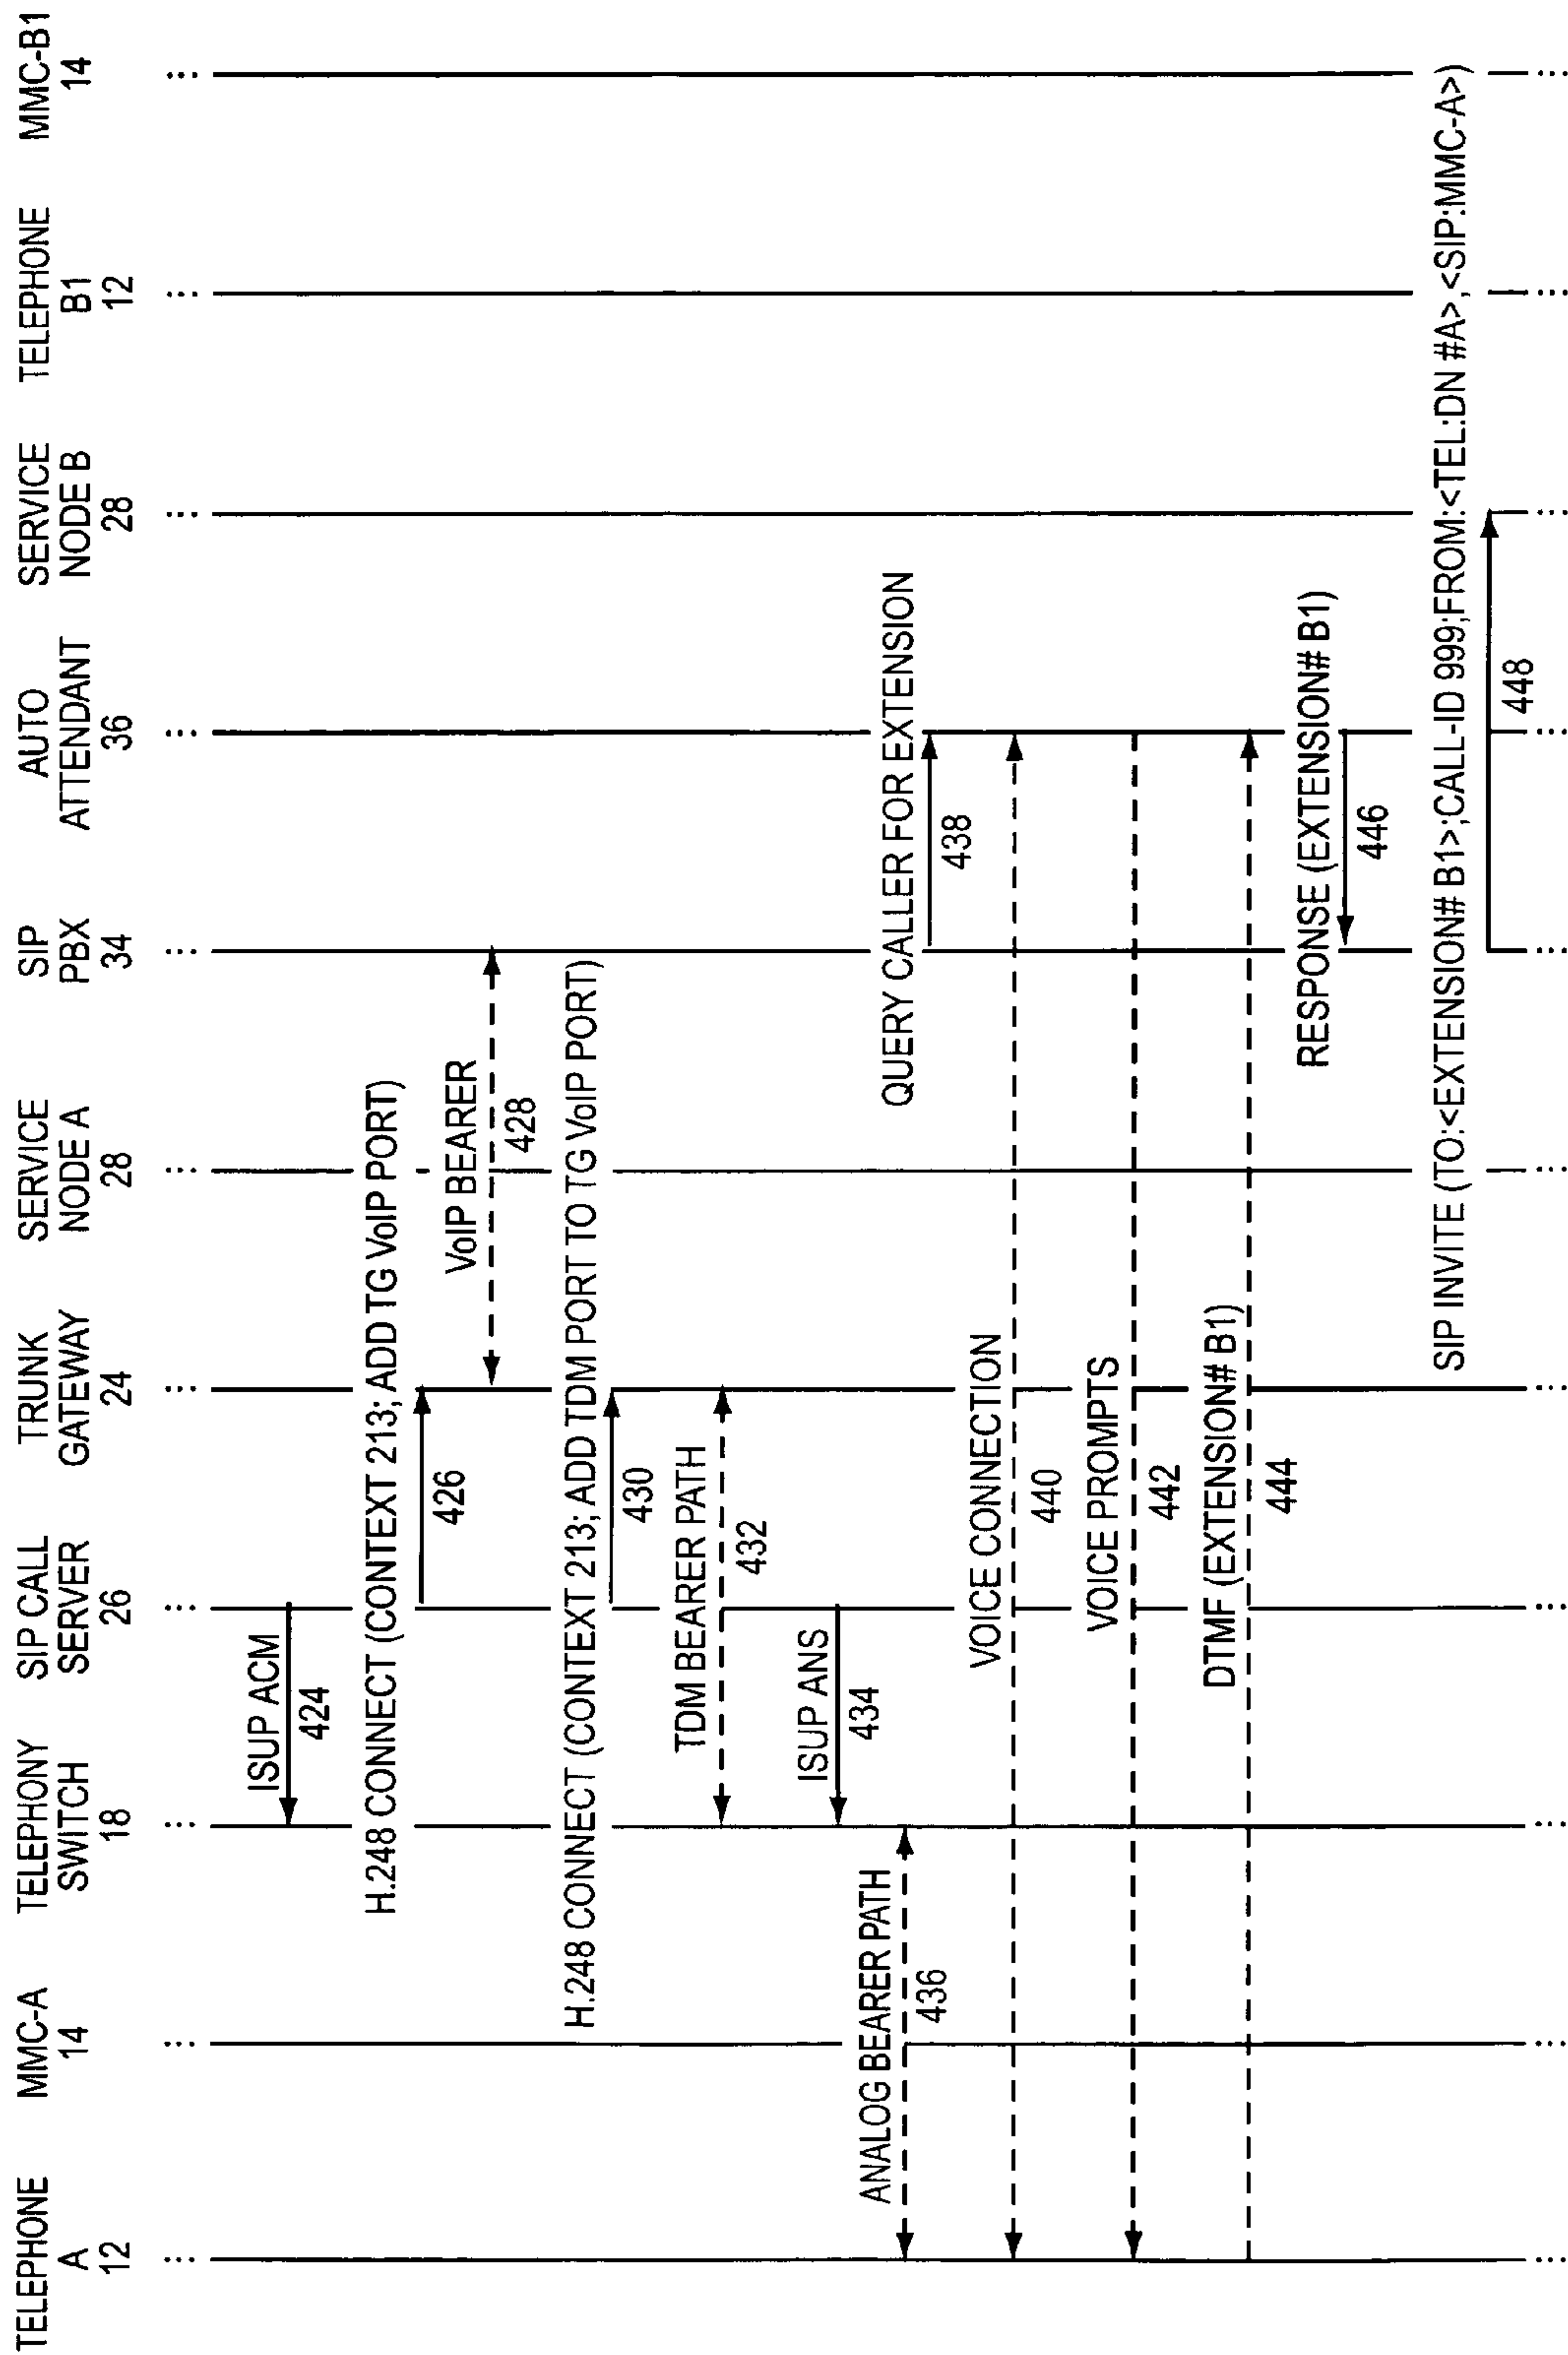 TELEPHONE
A
12
MMC-A
14
TELEPHONY
SWITCH
18
SIP CALL
SERVER
26
TRUNK
GATEWAY
24
SERVICE
NODE A
28
SIP
PBX
34
AUTO
ATTENDANT
36
SERVICE
NODE B
28
TELEPHONE
B1
12
MMC-B1
14
ISUP ACM
424
H.248 CONNECT (CONTEXT 213; ADD TG VoIP PORT)
426
VoIP BEARER
428
H.248 CONNECT (CONTEXT 213; ADD TDM PORT TO TG VoIP PORT)
430
TDM BEARER PATH
432
ISUP ANS
434
ANALOG BEARER PATH
436
QUERY CALLER FOR EXTENSION
438
VOICE CONNECTION
440
VOICE PROMPTS
442
DTMF (EXTENSION# B1)
444
RESPONSE (EXTENSION# B1)
446
SIP INVITE (TO:<EXTENSION# B1>;CALL-ID 999;FROM:<TEL:DN #A>,<SIP:MMC-A>)
448